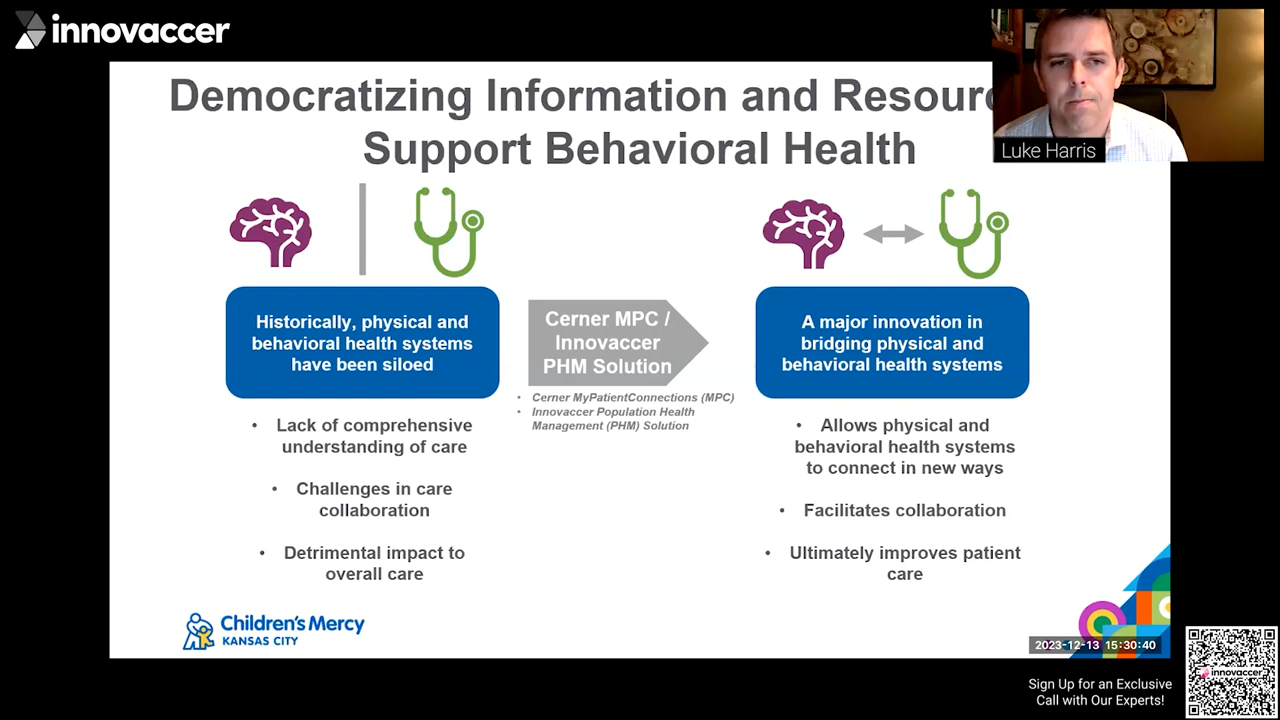 innovaccer
Democratizing Information and Resour
Support Behavioral Health
Luke Harris
Historically, physical and
behavioral health systems
have been siloed
Cerner MPC /
Innovaccer
PHM Solution
• Cerner MyPatientConnections (MPC)
• Innovaccer Population Health
Management (PHM) Solution
A major innovation in
bridging physical and
behavioral health systems
• Lack of comprehensive
understanding of care
• Challenges in care
collaboration
• Detrimental impact to
overall care
• Allows physical and
behavioral health systems
to connect in new ways
• Facilitates collaboration
• Ultimately improves patient
care
Children's Mercy
KANSAS CITY
2023-12-13 15:30:40
Sign Up for an Exclusive
Call with Our Experts!
innovaccer